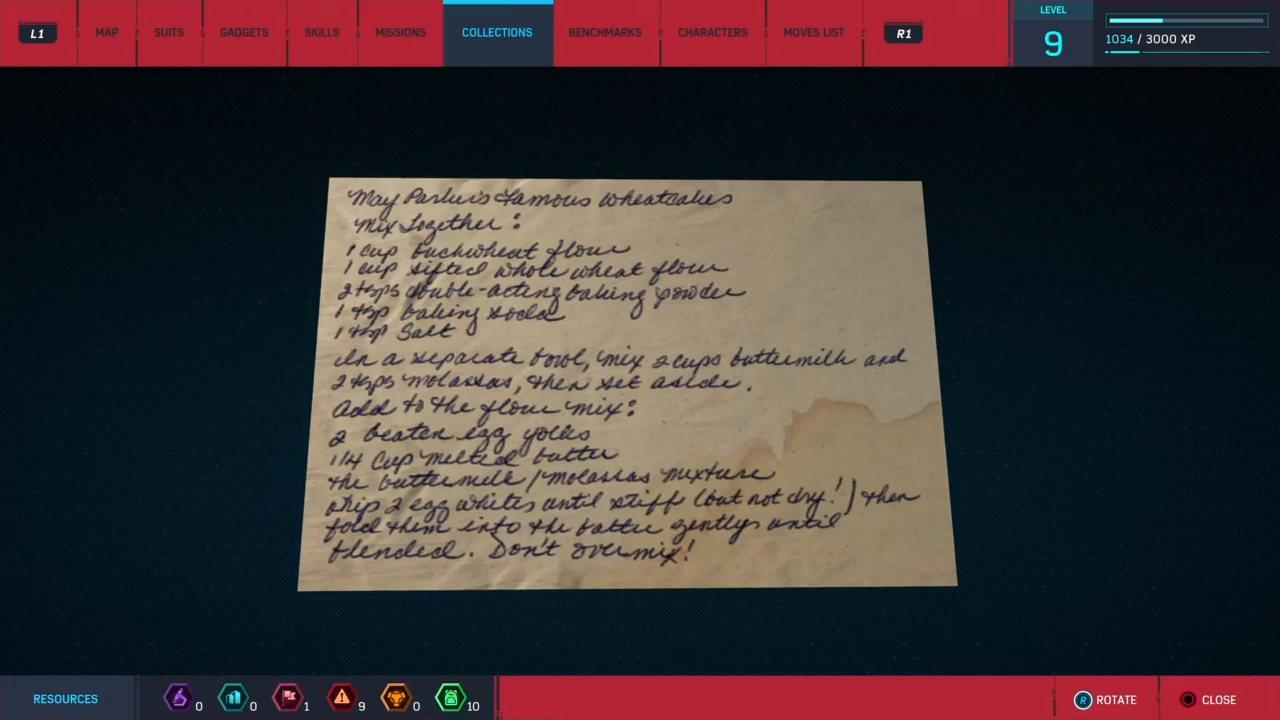 L1
MAP
SUITS
GADGETS
SKILLS
MISSIONS
COLLECTIONS
BENCHMARKS
CHARACTERS
MOVES LIST
R1
LEVEL
9
1034 / 3000 XP
May Parker's Famous Wheatcakes
Mix Together:
1 cup buckwheat flour
1 cup sifted whole wheat flour
2 tsps double-acting baking powder
1 tsp baking soda
1 tsp Salt
In a separate bowl, mix 2 cups buttermilk and
2 tsps molassas, then set aside.
Add to the flour mix:
2 beaten egg yolks
1/4 Cup melted butter
the buttermilk/molassas mixture
whip 2 egg whites until stiff (but not dry!) then
fold them into the batter gently until
blended. Don't overmix!
RESOURCES
0
0
1
9
0
10
R ROTATE
CLOSE